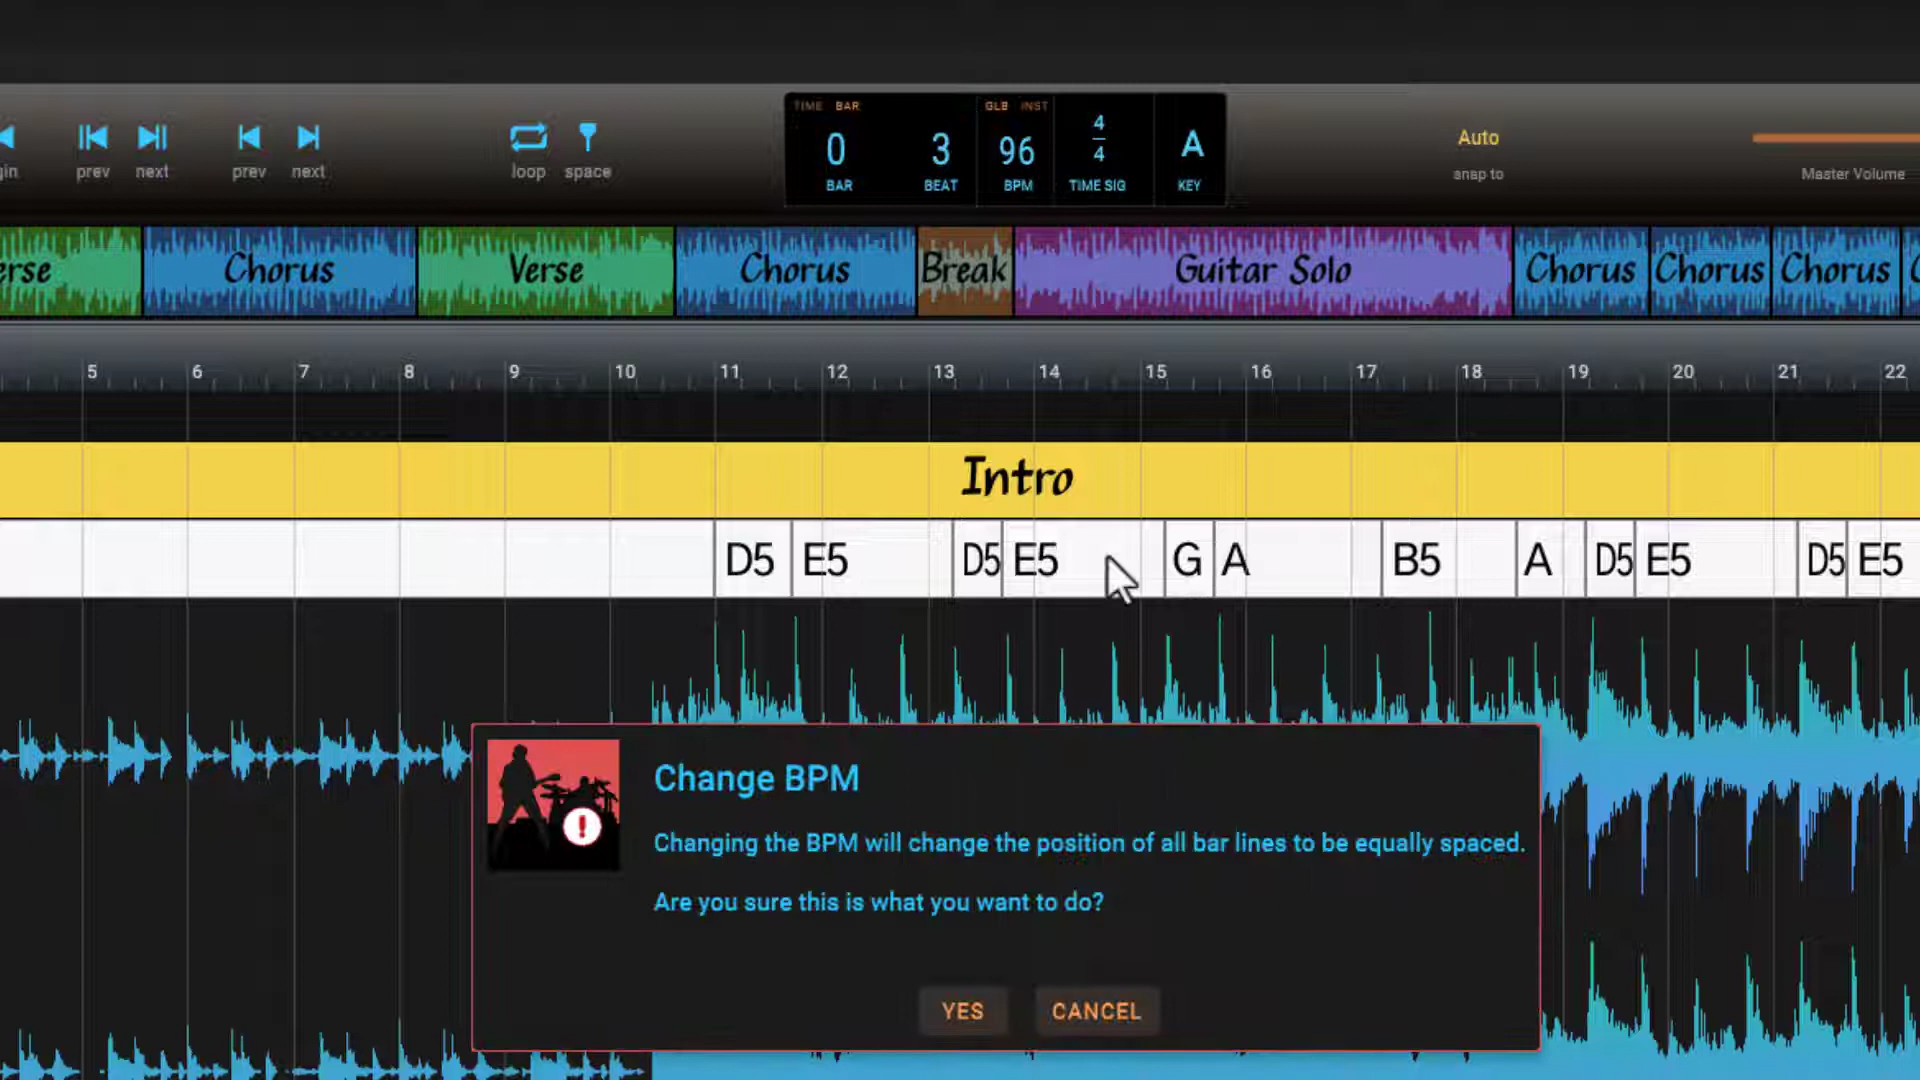 TIME BAR GLB INST
0 3 96 4/4 A
BAR BEAT BPM TIME SIG KEY
prev next prev next loop space
Auto
snap to
Master Volume
Chorus Verse Chorus Break Guitar Solo Chorus Chorus Chorus
5 6 7 8 9 10 11 12 13 14 15 16 17 18 19 20 21 22
Intro
D5 E5 D5 E5 G A B5 A D5 E5 D5 E5
Change BPM
Changing the BPM will change the position of all bar lines to be equally spaced.
Are you sure this is what you want to do?
YES CANCEL